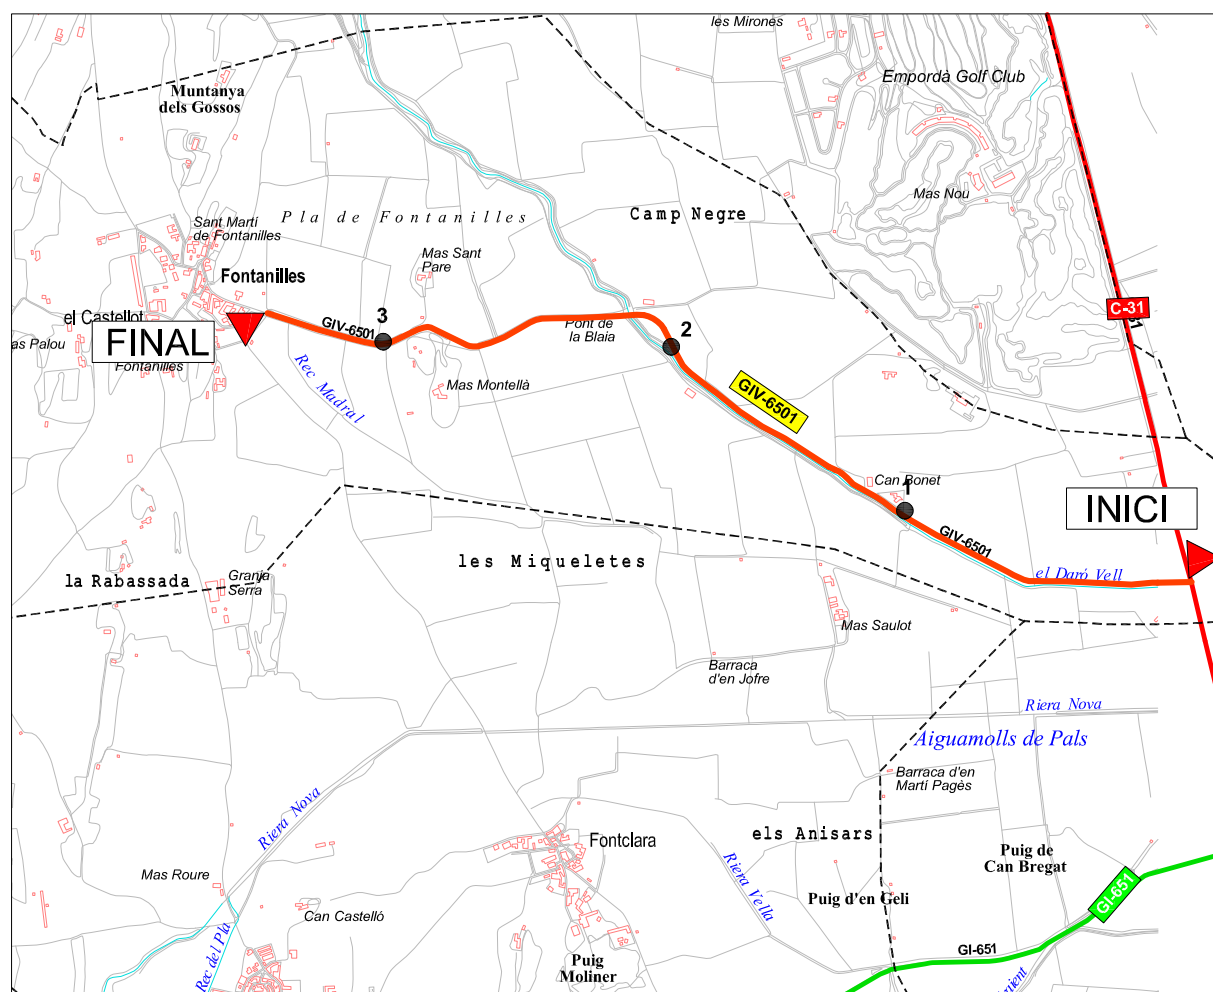 les Mirones
Empordà Golf Club
Muntanya
dels Gossos
Mas Nou
Sant Martí
de Fontanilles
Pla de Fontanilles
Camp Negre
Mas Sant
Pare
Fontanilles
C-31
el Castellot
3
GIV-6501
Pont de
la Blaia
2
FINAL
as Palou
Fontanilles
Rec Madral
Mas Montellà
GIV-6501
Can Bonet
1
INICI
GIV-6501
les Miqueletes
el Daró Vell
la Rabassada
Granja
Serra
Mas Saulot
Barraca
d'en Jofre
Riera Nova
Aiguamolls de Pals
Barraca d'en
Martí Pagès
Riera Nova
Fontclara
els Anisars
Puig de
Can Bregat
Riera Vella
Mas Roure
Puig d'en Geli
GI-651
Can Castelló
Rec del Pla
GI-651
Puig
Moliner